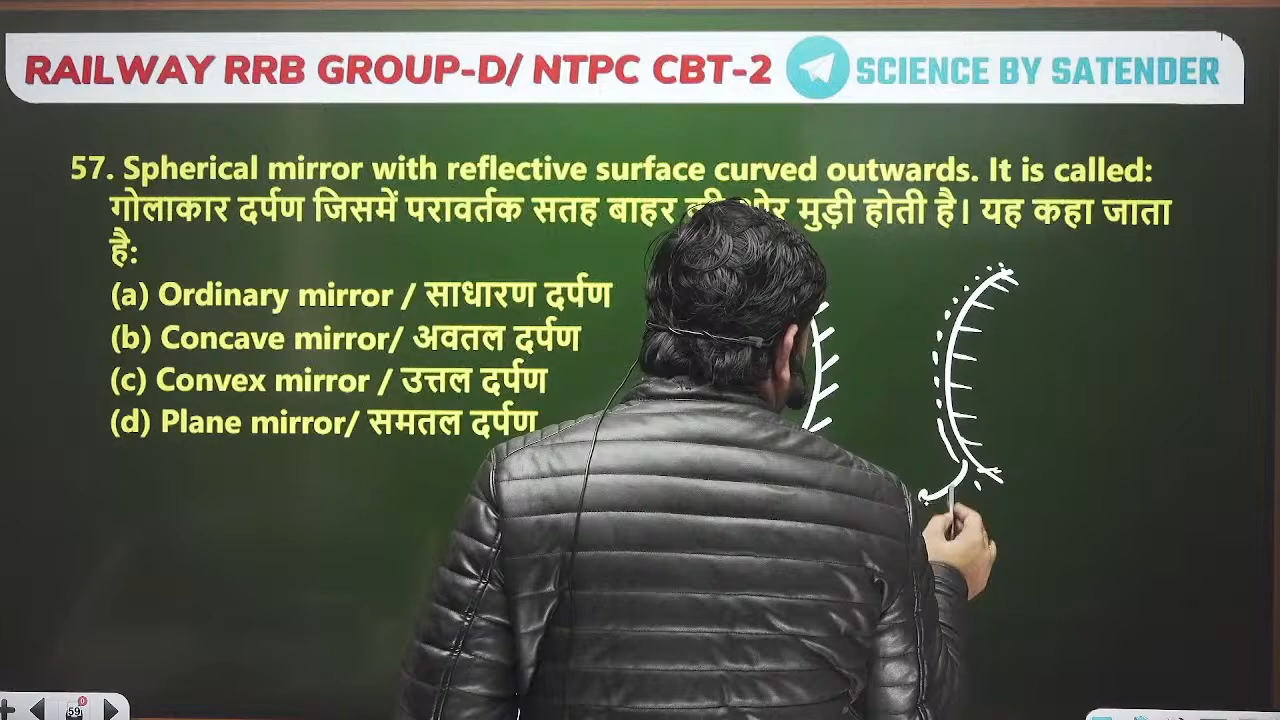 RAILWAY RRB GROUP-D/ NTPC CBT-2 SCIENCE BY SATENDER
57. Spherical mirror with reflective surface curved outwards. It is called:
गोलाकार दर्पण जिसमें परावर्तक सतह बाहर की ओर मुड़ी होती है। यह कहा जाता
है:
(a) Ordinary mirror / साधारण दर्पण
(b) Concave mirror/ अवतल दर्पण
(c) Convex mirror / उत्तल दर्पण
(d) Plane mirror/ समतल दर्पण
59